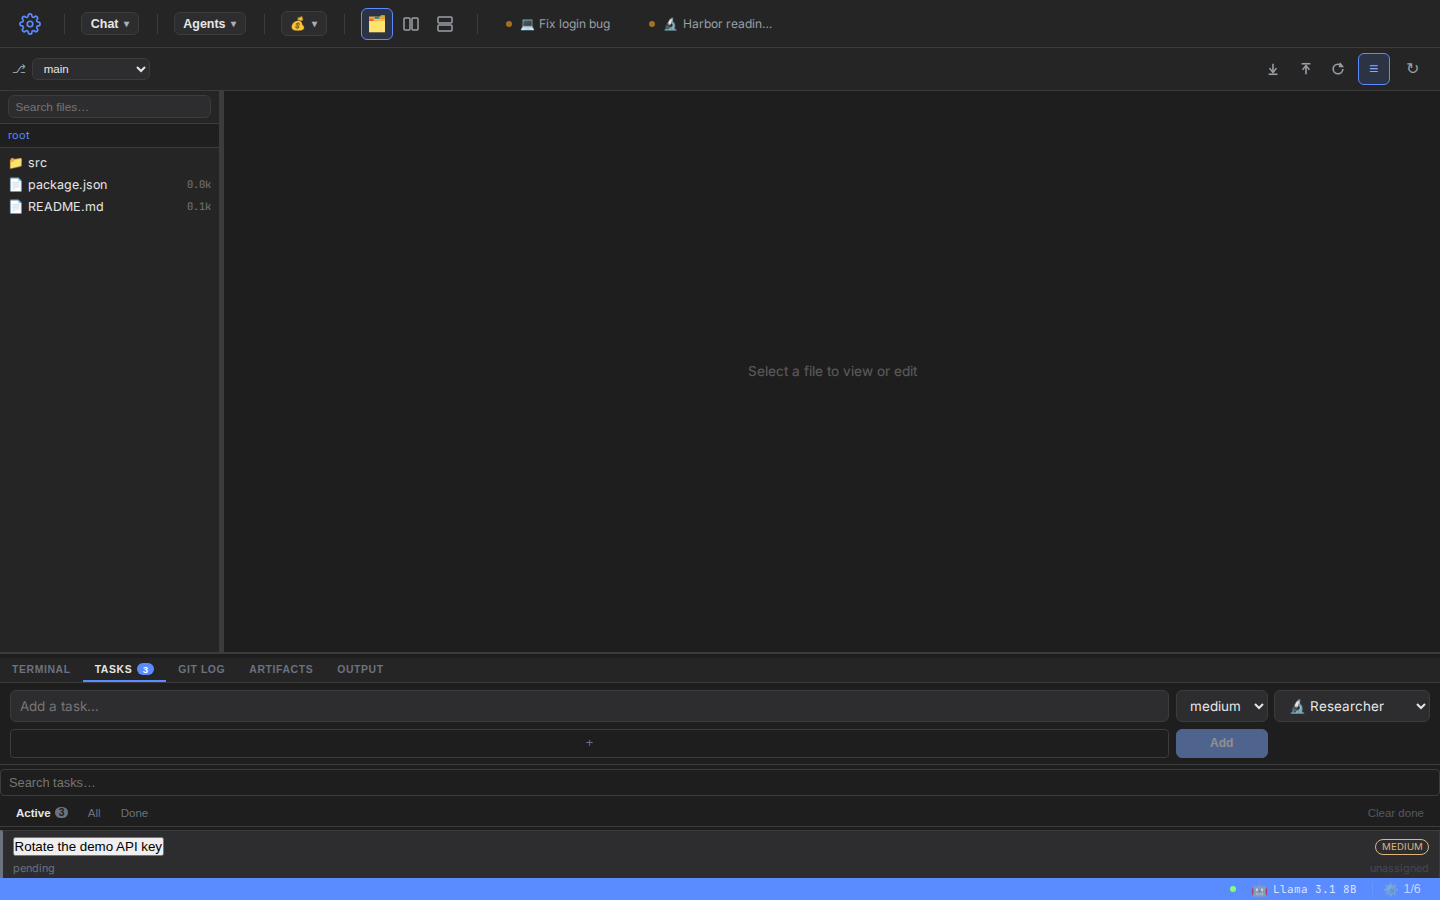 Chat ▾
Agents ▾
💰 ▾
💻 Fix login bug
🔬 Harbor readin...
main
Search files...
root
📁 src
📄 package.json 0.0k
📄 README.md 0.1k
Select a file to view or edit
TERMINAL
TASKS 3
GIT LOG
ARTIFACTS
OUTPUT
Add a task...
medium
🔬 Researcher
+
Add
Search tasks...
Active 3
All
Done
Clear done
Rotate the demo API key
MEDIUM
pending
unassigned
🤖 Llama 3.1 8B
⚙️ 1/6